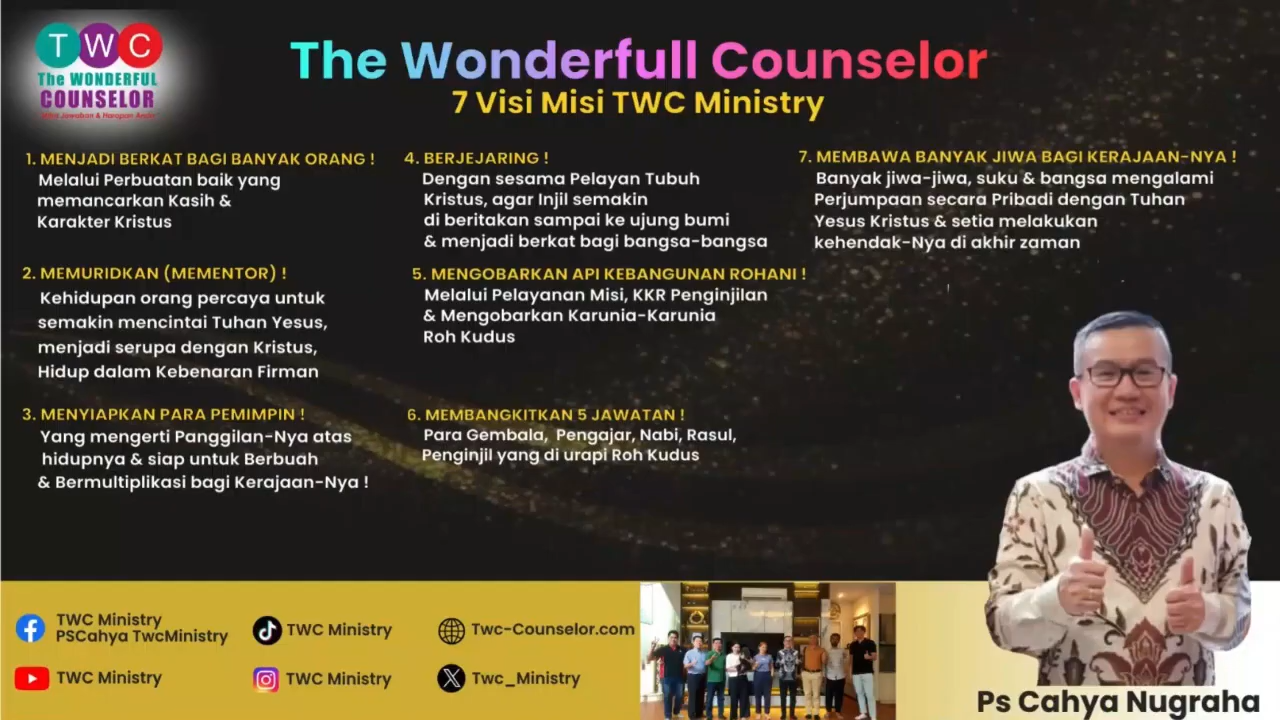 TWC
The WONDERFUL
COUNSELOR
The Wonderfull Counselor
7 Visi Misi TWC Ministry
1. MENJADI BERKAT BAGI BANYAK ORANG !
Melalui Perbuatan baik yang
memancarkan Kasih &
Karakter Kristus
2. MEMURIDKAN (MEMENTOR) !
Kehidupan orang percaya untuk
semakin mencintai Tuhan Yesus,
menjadi serupa dengan Kristus,
Hidup dalam Kebenaran Firman
3. MENYIAPKAN PARA PEMIMPIN !
Yang mengerti Panggilan-Nya atas
hidupnya & siap untuk Berbuah
& Bermultiplikasi bagi Kerajaan-Nya !
4. BERJEJARING !
Dengan sesama Pelayan Tubuh
Kristus, agar Injil semakin
di beritakan sampai ke ujung bumi
& menjadi berkat bagi bangsa-bangsa
5. MENGOBARKAN API KEBANGUNAN ROHANI !
Melalui Pelayanan Misi, KKR Penginjilan
& Mengobarkan Karunia-Karunia
Roh Kudus
6. MEMBANGKITKAN 5 JAWATAN !
Para Gembala, Pengajar, Nabi, Rasul,
Penginjil yang di urapi Roh Kudus
7. MEMBAWA BANYAK JIWA BAGI KERAJAAN-NYA !
Banyak jiwa-jiwa, suku & bangsa mengalami
Perjumpaan secara Pribadi dengan Tuhan
Yesus Kristus & setia melakukan
kehendak-Nya di akhir zaman
TWC Ministry
PSCahya TwcMinistry
TWC Ministry
TWC Ministry
TWC Ministry
Twc-Counselor.com
Twc_Ministry
Ps Cahya Nugraha